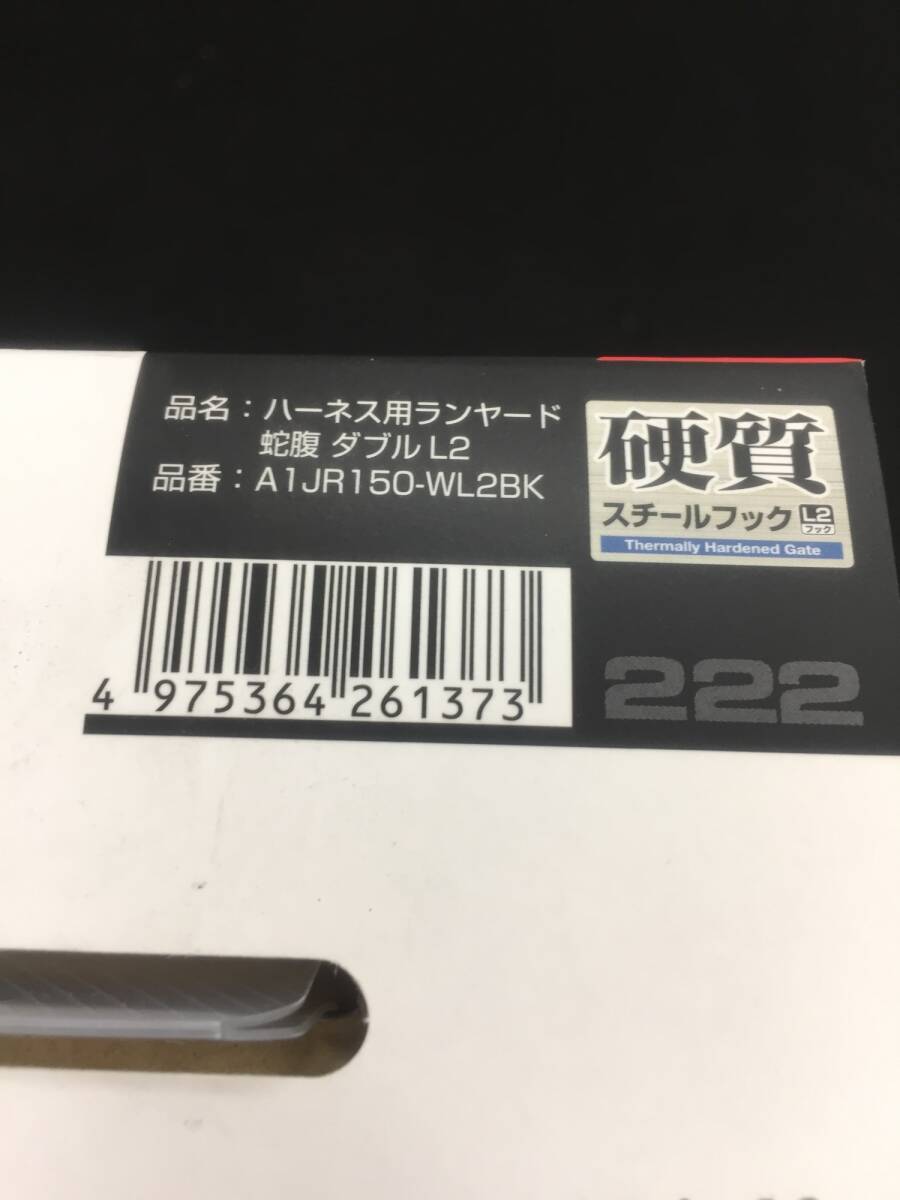 品名：ハーネス用ランヤード
蛇腹 ダブル L2
品番：A1JR150-WL2BK
硬質
スチールフック L2
フック
Thermally Hardened Gate
4 975364 261373
222